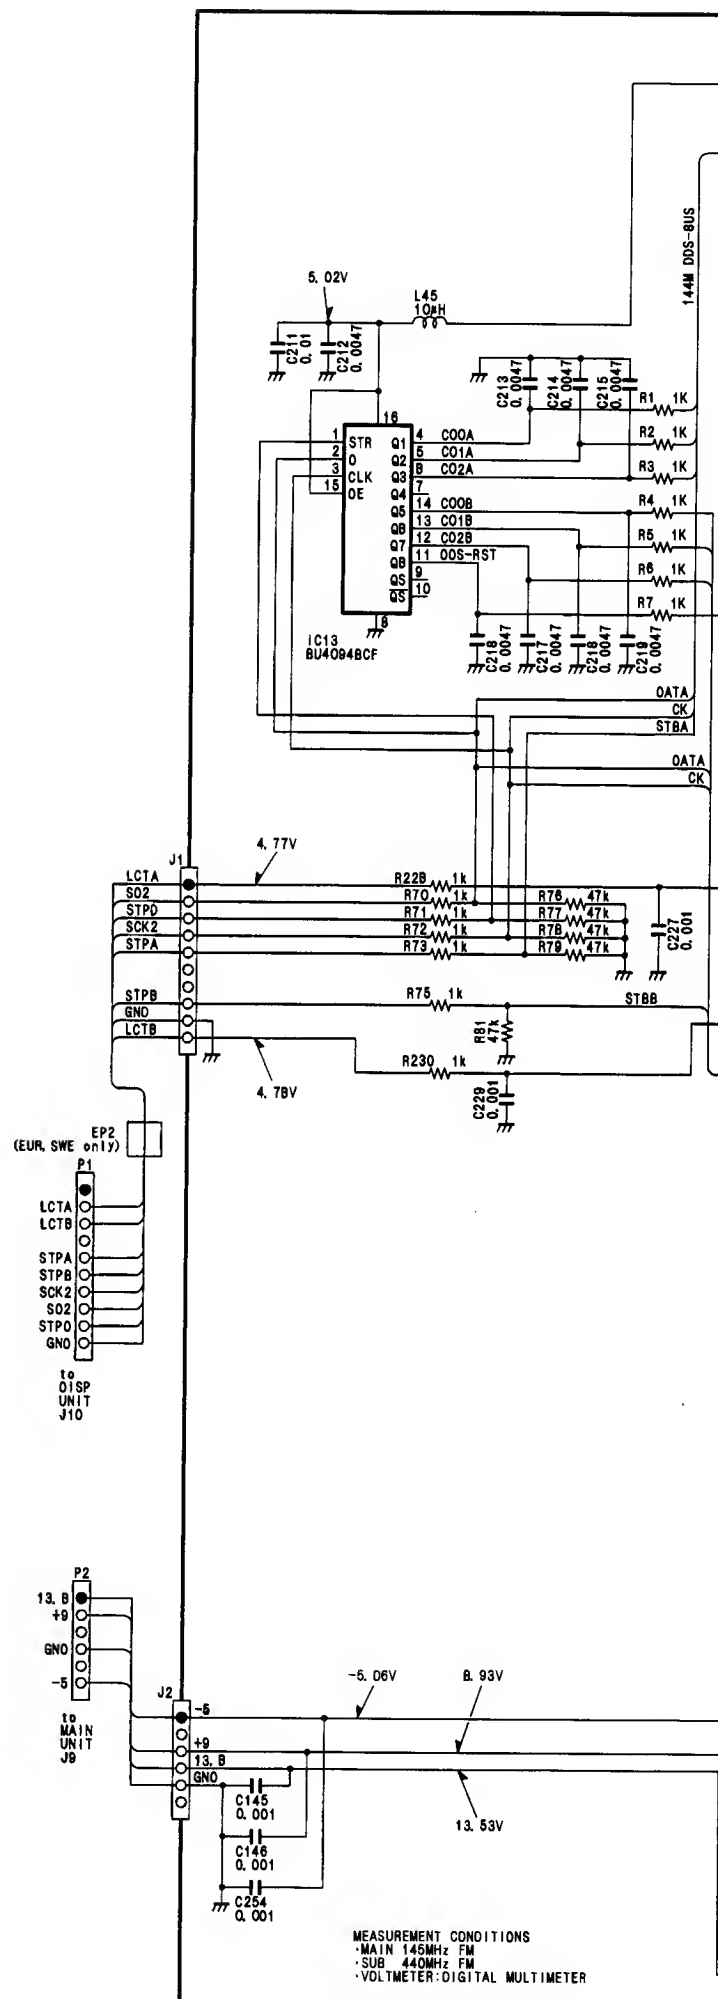 144M DDS-BUS
5.02V
L45
10μH
C211
0.01
C212
0.0047
C213
0.0047
C214
0.0047
C215
0.0047
R1 1K
R2 1K
R3 1K
R4 1K
R5 1K
R6 1K
R7 1K
16
1 STR Q1 4 C00A
2 D Q2 5 C01A
3 CLK Q3 6 C02A
15 OE Q4 7
Q5 14 C00B
Q6 13 C01B
Q7 12 C02B
Q8 11 DDS-RST
QS 9
QS 10
8
IC13
BU4094BCF
C218
0.0047
C217
0.0047
C218
0.0047
C219
0.0047
DATA
CK
STBA
DATA
CK
4.77V
J1
LCTA
SO2
STPD
SCK2
STPA
R228 1k
R70 1k
R71 1k
R72 1k
R73 1k
R76 47k
R77 47k
R78 47k
R79 47k
C227
0.001
STPB
GND
LCTB
R75 1k
STBB
R81
47k
R230 1k
C229
0.001
4.78V
EP2
(EUR, SWE only)
P1
LCTA
LCTB
STPA
STPB
SCK2
SO2
STPD
GND
to
DISP
UNIT
J10
P2
13.8
+9
GND
-5
to
MAIN
UNIT
J9
J2
-5
+9
13.8
GND
-5.06V
8.93V
13.53V
C145
0.001
C146
0.001
C254
0.001
MEASUREMENT CONDITIONS
·MAIN 145MHz FM
·SUB 440MHz FM
·VOLTMETER:DIGITAL MULTIMETER